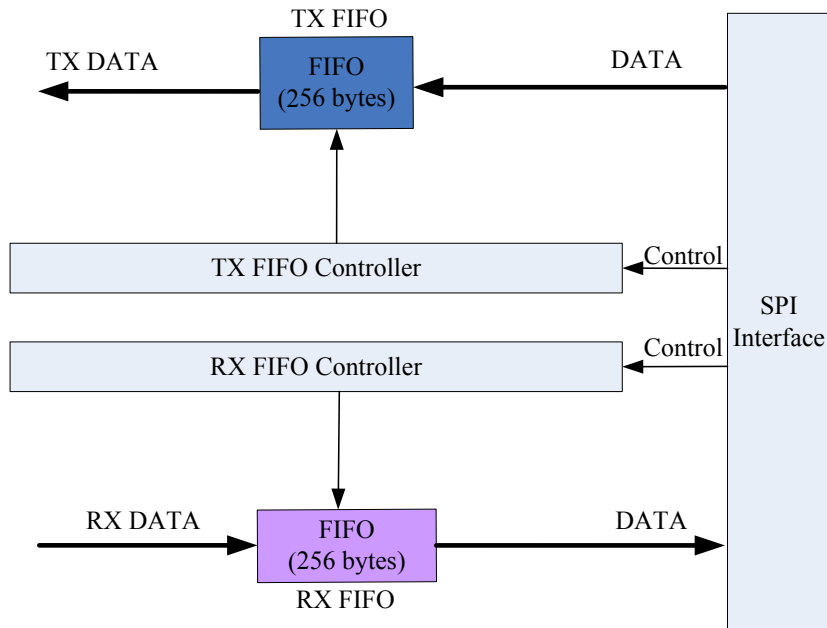 TX FIFO
TX DATA
FIFO
(256 bytes)
DATA
TX FIFO Controller
Control
SPI
Interface
RX FIFO Controller
Control
RX DATA
FIFO
(256 bytes)
DATA
RX FIFO